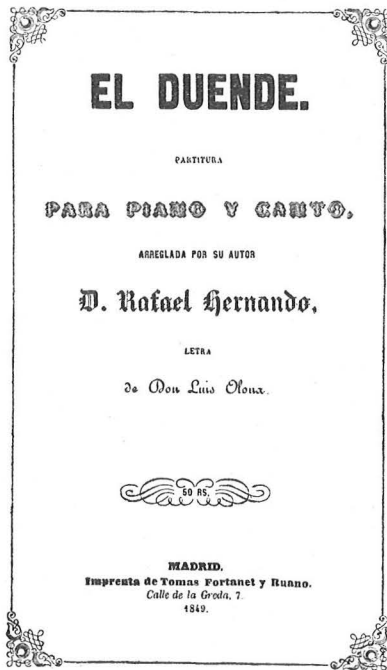 EL DUENDE.
PARTITURA
PARA PIANO Y CANTO,
ARREGLADA POR SU AUTOR
D. Rafael Hernando,
LETRA
de Don Luis Olona.
50 RS.
MADRID.
Imprenta de Tomas Fortanet y Ruano.
Calle de la Greda, 7.
1849.